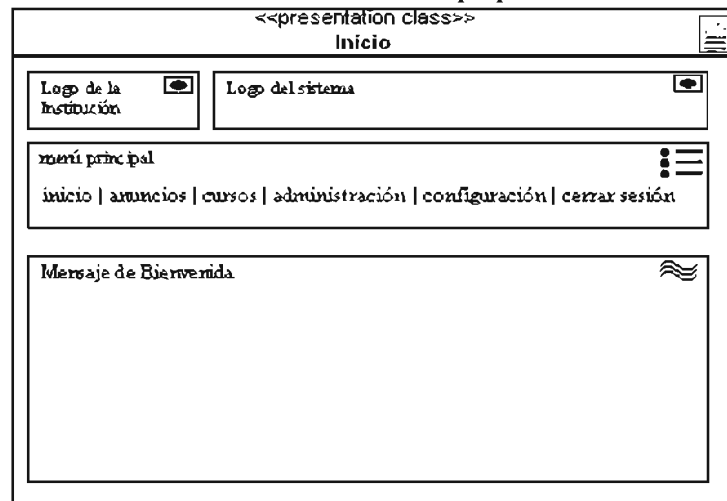 <<presentation class>>
Inicio
Logo de la
Institución
Logo del sistema
menú principal
inicio | anuncios | cursos | administración | configuración | cerrar sesión
Mensaje de Bienvenida